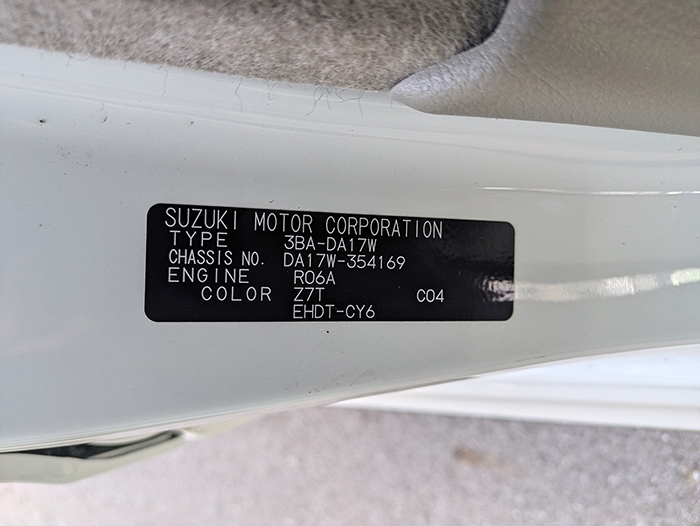 SUZUKI MOTOR CORPORATION
TYPE 3BA-DA17W
CHASSIS NO. DA17W-354169
ENGINE R06A
COLOR Z7T C04
EHDT-CY6